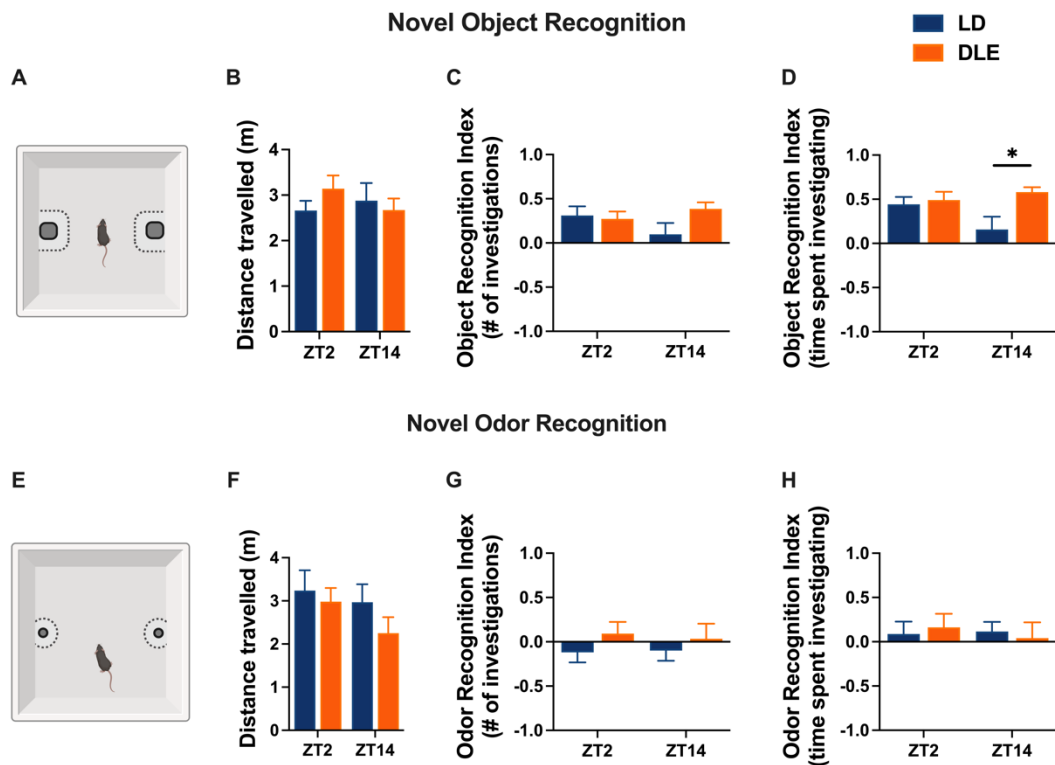 Novel Object Recognition
LD
DLE
A
B
C
D
Distance travelled (m)
4
3
2
1
0
ZT2 ZT14
Object Recognition Index
(# of investigations)
1.0
0.5
0.0
-0.5
-1.0
ZT2 ZT14
Object Recognition Index
(time spent investigating)
1.0
0.5
0.0
-0.5
-1.0
*
ZT2 ZT14
Novel Odor Recognition
E
F
G
H
Distance travelled (m)
4
3
2
1
0
ZT2 ZT14
Odor Recognition Index
(# of investigations)
1.0
0.5
0.0
-0.5
-1.0
ZT2 ZT14
Odor Recognition Index
(time spent investigating)
1.0
0.5
0.0
-0.5
-1.0
ZT2 ZT14